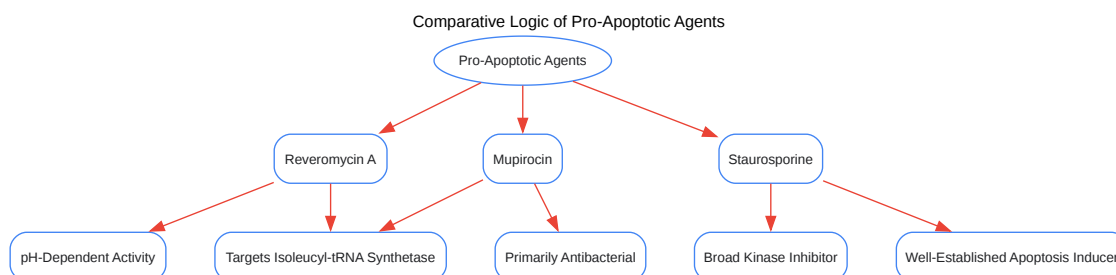 Comparative Logic of Pro-Apoptotic Agents
Pro-Apoptotic Agents
Reveromycin A
Mupirocin
Staurosporine
pH-Dependent Activity
Targets Isoleucyl-tRNA Synthetase
Primarily Antibacterial
Broad Kinase Inhibitor
Well-Established Apoptosis Inducer